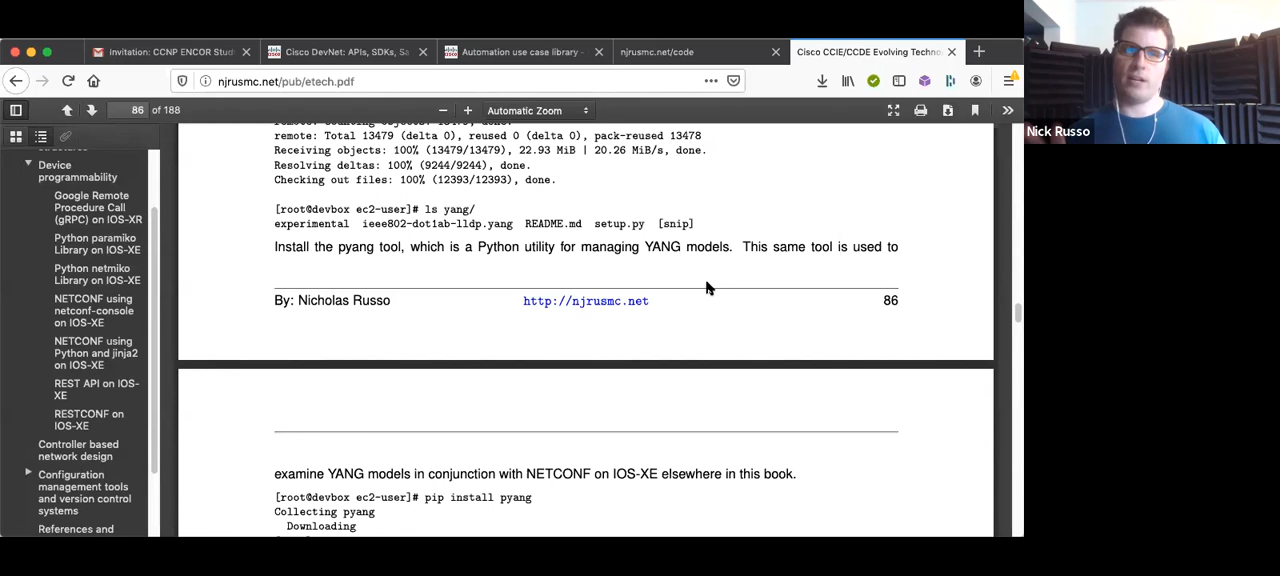 Invitation: CCNP ENCOR Stud
Cisco DevNet: APIs, SDKs, Sa
Automation use case library -
njrusmc.net/code
Cisco CCIE/CCDE Evolving Techno
njrusmc.net/pub/etech.pdf
86 of 188
Automatic Zoom
Device
programmability
Google Remote
Procedure Call
(gRPC) on IOS-XR
Python paramiko
Library on IOS-XE
Python netmiko
Library on IOS-XE
NETCONF using
netconf-console
on IOS-XE
NETCONF using
Python and jinja2
on IOS-XE
REST API on IOS-
XE
RESTCONF on
IOS-XE
Controller based
network design
Configuration
management tools
and version control
systems
References and
remote: Total 13479 (delta 0), reused 0 (delta 0), pack-reused 13478
Receiving objects: 100% (13479/13479), 22.93 MiB | 20.26 MiB/s, done.
Resolving deltas: 100% (9244/9244), done.
Checking out files: 100% (12393/12393), done.
[root@devbox ec2-user]# ls yang/
experimental ieee802-dot1ab-lldp.yang README.md setup.py [snip]
Install the pyang tool, which is a Python utility for managing YANG models. This same tool is used to
By: Nicholas Russo http://njrusmc.net 86
examine YANG models in conjunction with NETCONF on IOS-XE elsewhere in this book.
[root@devbox ec2-user]# pip install pyang
Collecting pyang
Downloading
Nick Russo